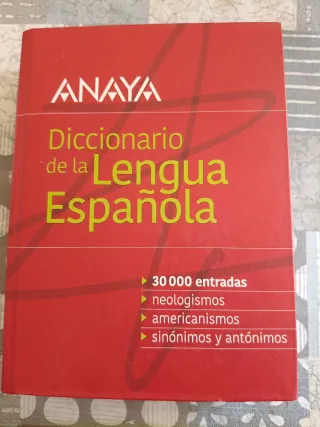 ANAYA
Diccionario
de la Lengua
Española
30 000 entradas
neologismos
americanismos
sinónimos y antónimos